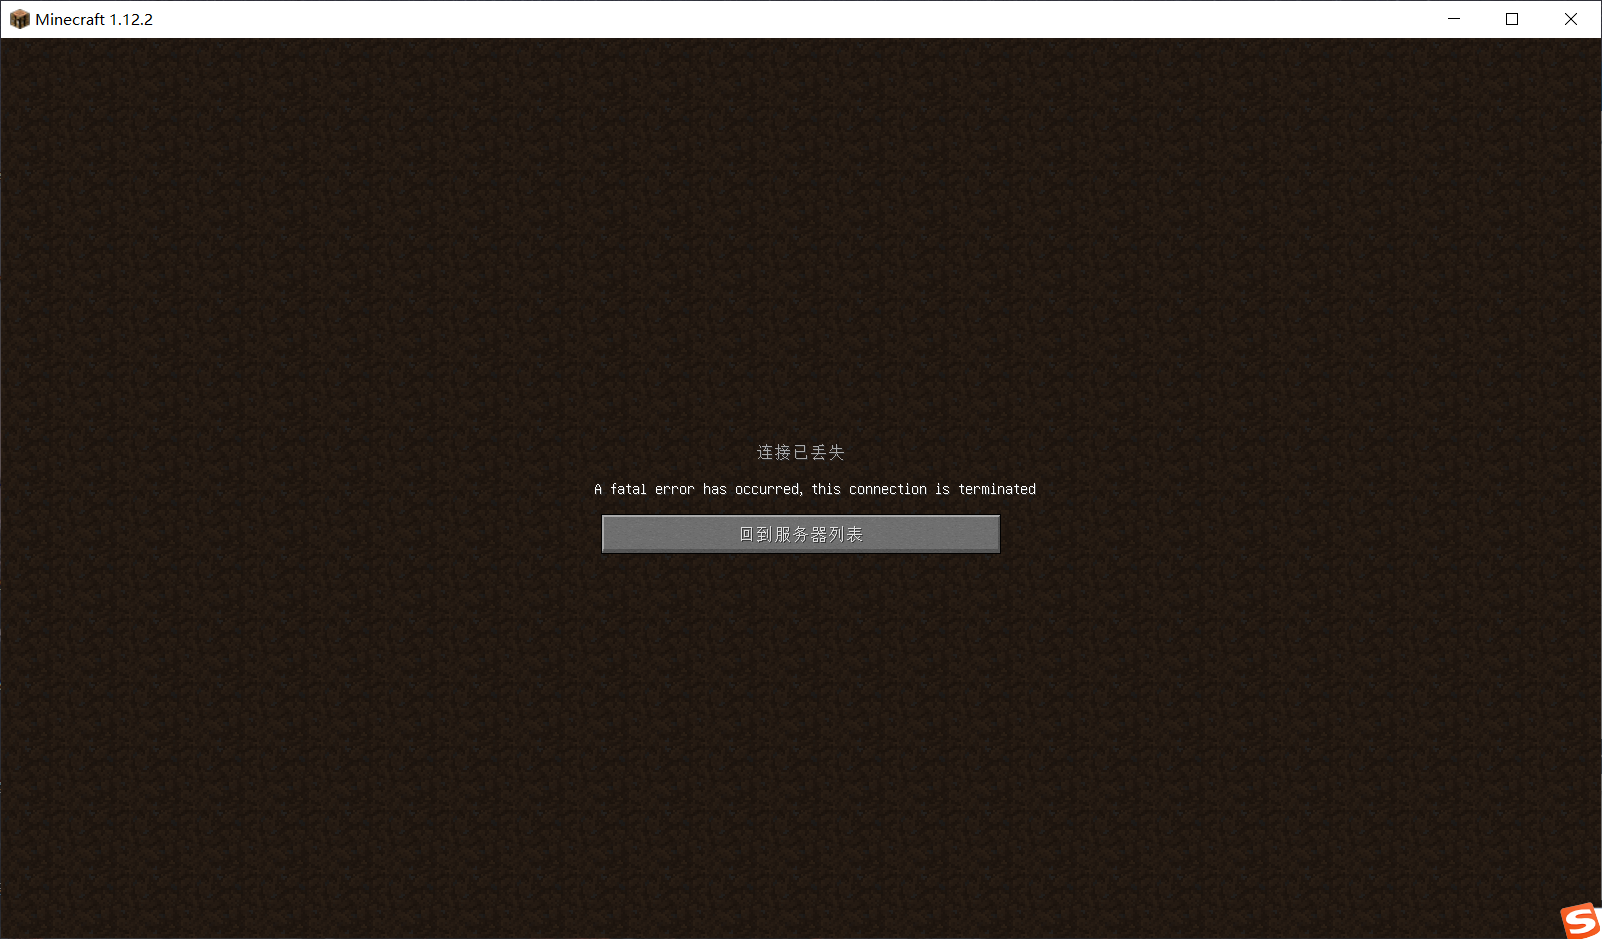 Minecraft 1.12.2
连接已丢失
A fatal error has occurred, this connection is terminated
回到服务器列表